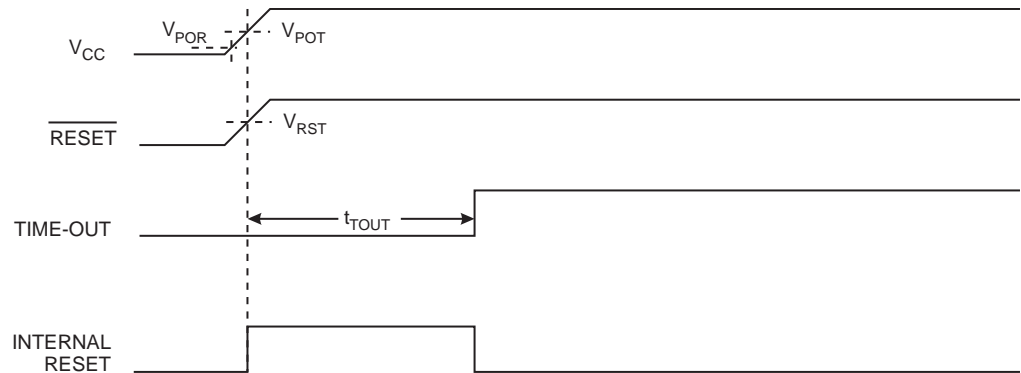 V_POR
V_POT
V_CC
RESET
V_RST
TIME-OUT
t_TOUT
INTERNAL
RESET